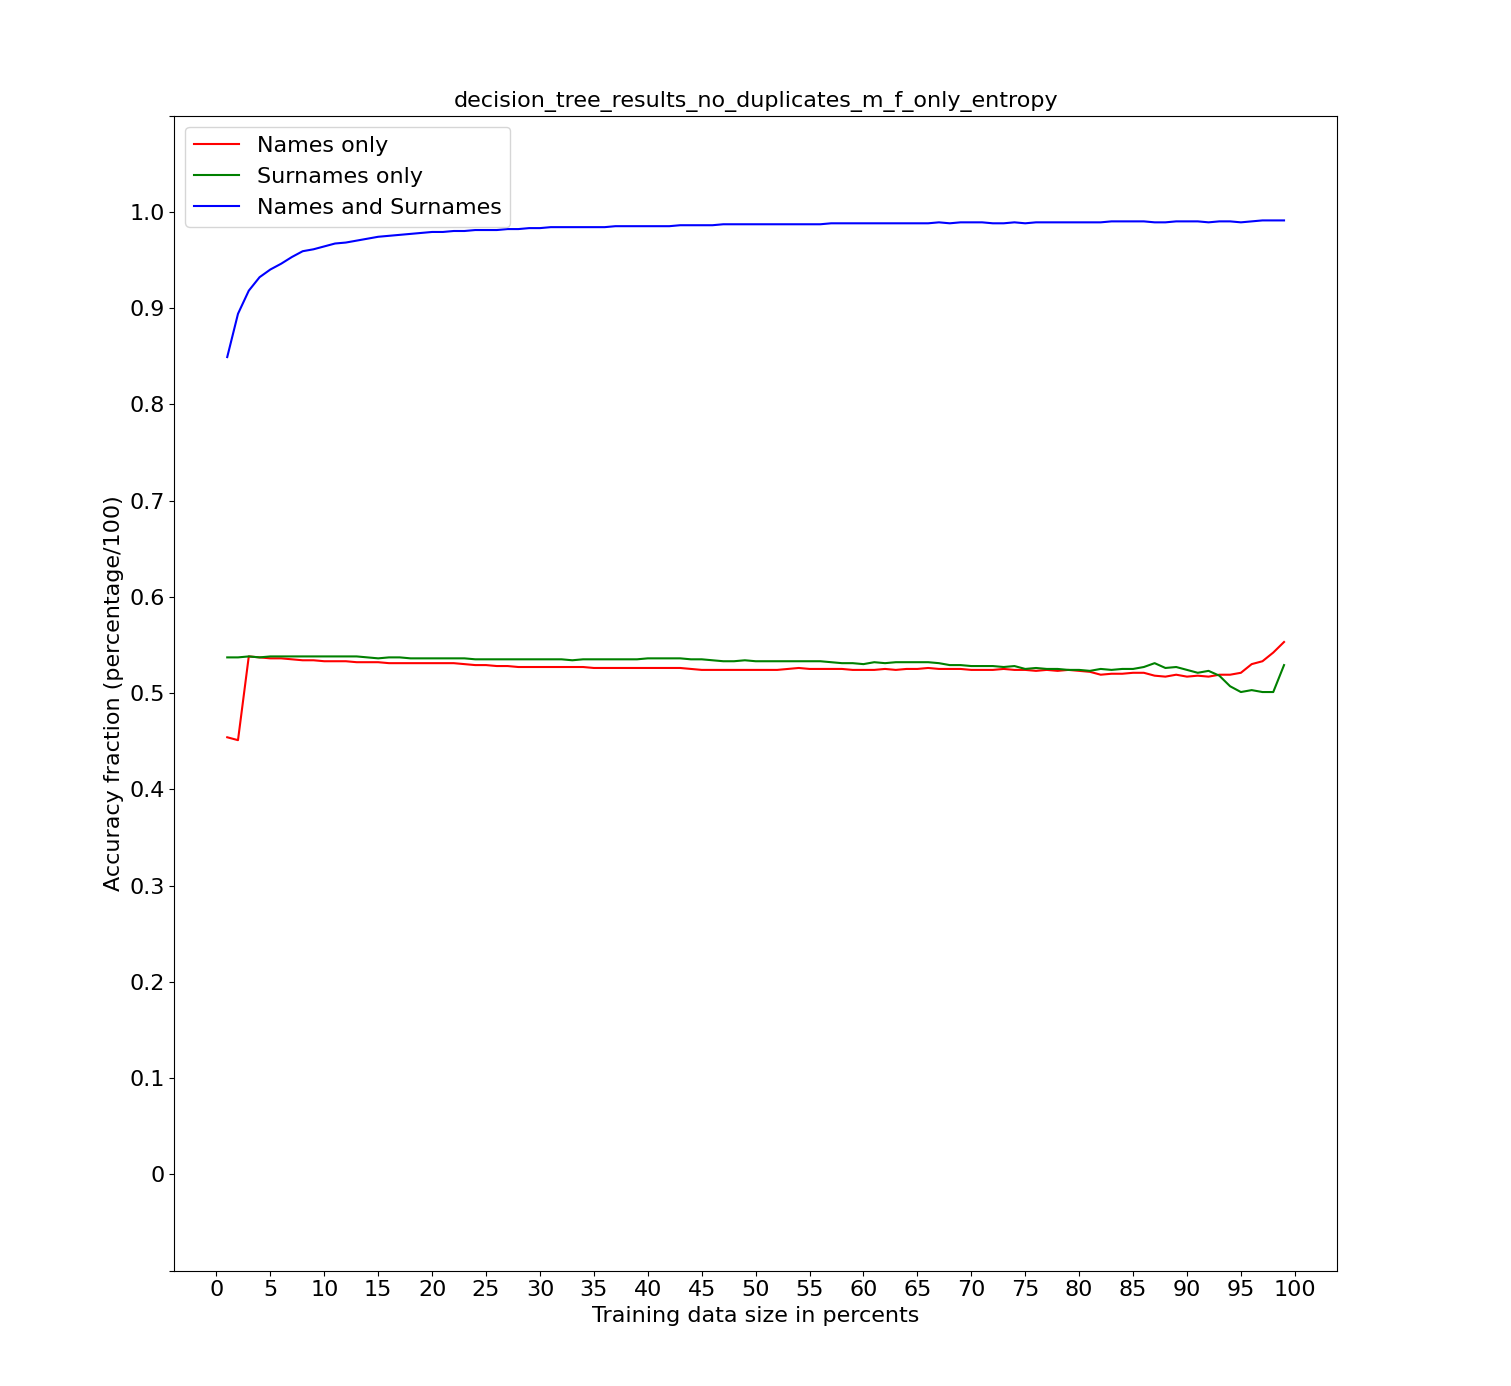 decision_tree_results_no_duplicates_m_f_only_entropy
Names only
Surnames only
Names and Surnames
1.0
0.9
0.8
0.7
0.6
0.5
0.4
0.3
0.2
0.1
0
Accuracy fraction (percentage/100)
0 5 10 15 20 25 30 35 40 45 50 55 60 65 70 75 80 85 90 95 100
Training data size in percents